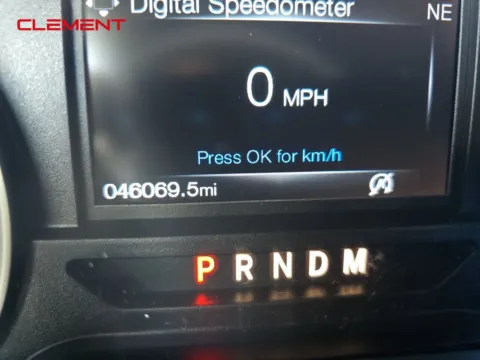 Digital Speedometer
NE
CLEMENT
0 MPH
Press OK for km/h
046069.5mi
P R N D M